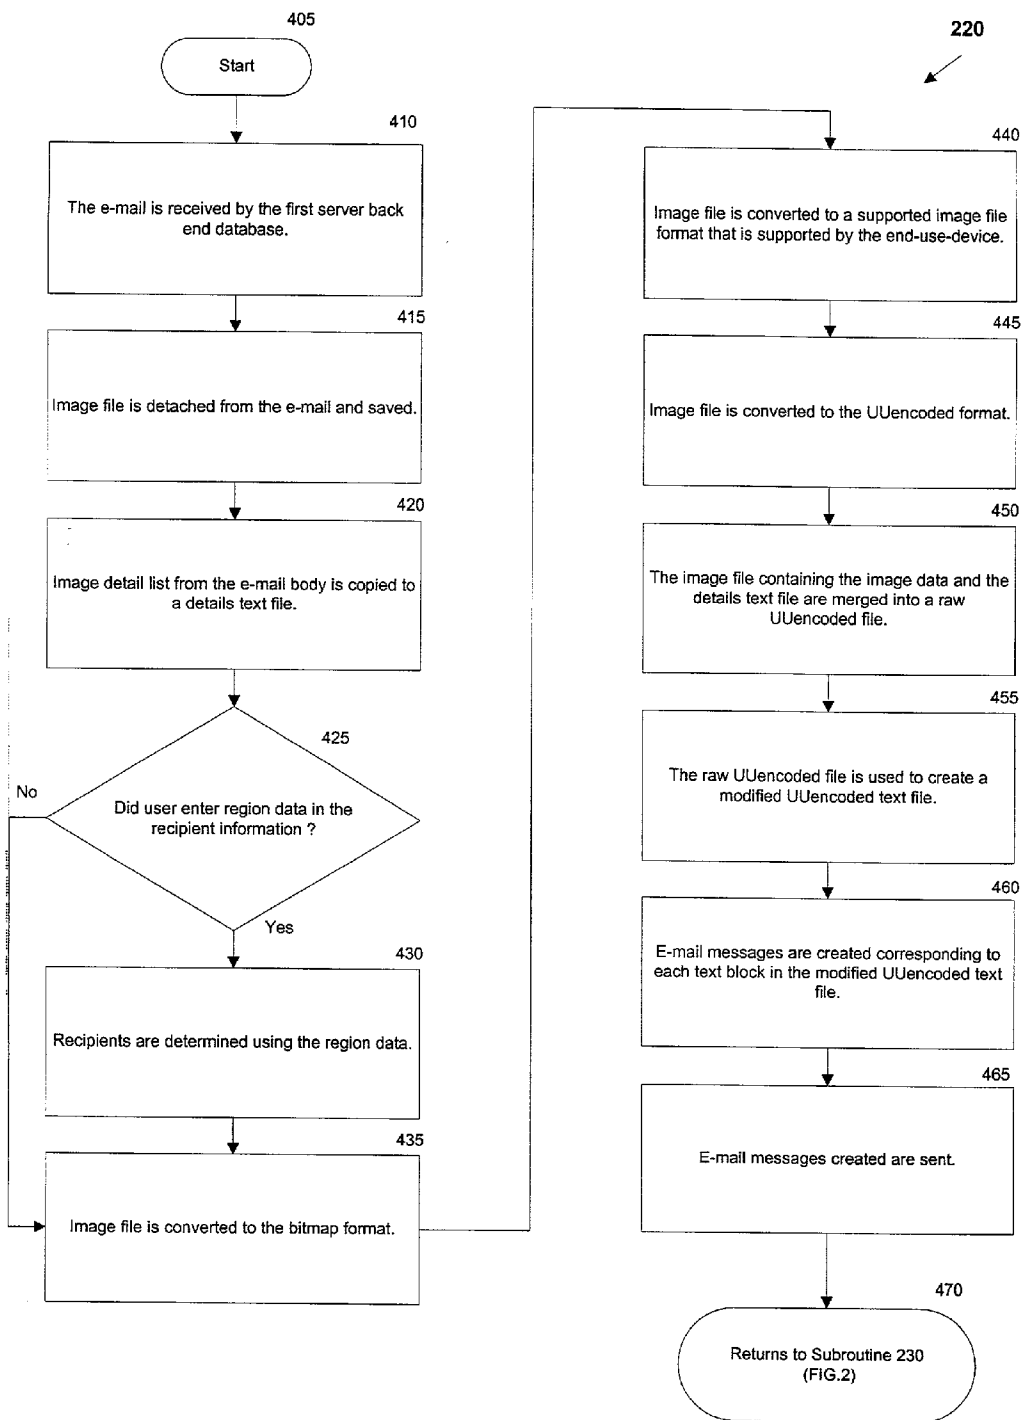 405
Start
220
410
The e-mail is received by the first server back
end database.
415
Image file is detached from the e-mail and saved.
420
Image detail list from the e-mail body is copied to
a details text file.
425
Did user enter region data in the
recipient information ?
No
Yes
430
Recipients are determined using the region data.
435
Image file is converted to the bitmap format.
440
Image file is converted to a supported image file
format that is supported by the end-use-device.
445
Image file is converted to the UUencoded format.
450
The image file containing the image data and the
details text file are merged into a raw
UUencoded file.
455
The raw UUencoded file is used to create a
modified UUencoded text file.
460
E-mail messages are created corresponding to
each text block in the modified UUencoded text
file.
465
E-mail messages created are sent.
470
Returns to Subroutine 230
(FIG.2)